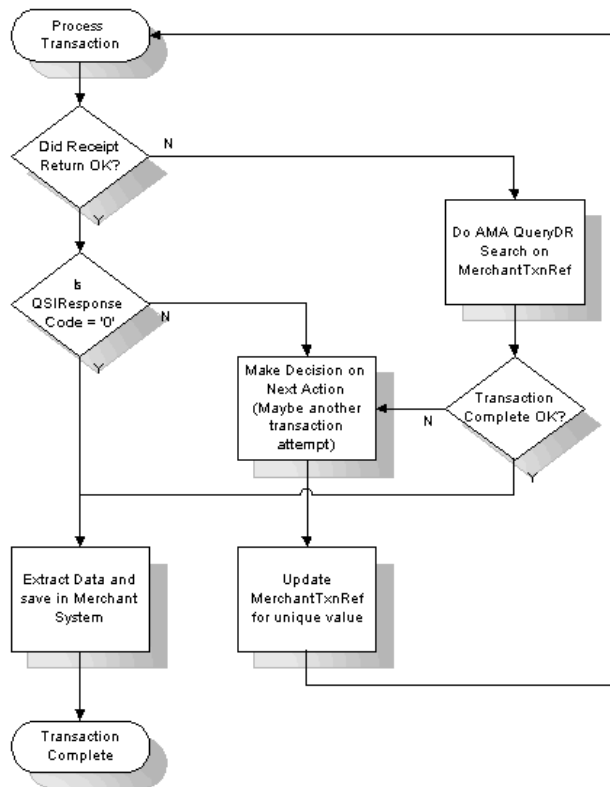 Process
Transaction
Did Receipt
Return OK?
N
Y
Do AMA QueryDR
Search on
MerchantTxnRef
Is
QSIResponse
Code = '0'
N
Y
Make Decision on
Next Action
(Maybe another
transaction
attempt)
Transaction
Complete OK?
N
Y
Extract Data and
save in Merchant
System
Update
MerchantTxnRef
for unique value
Transaction
Complete